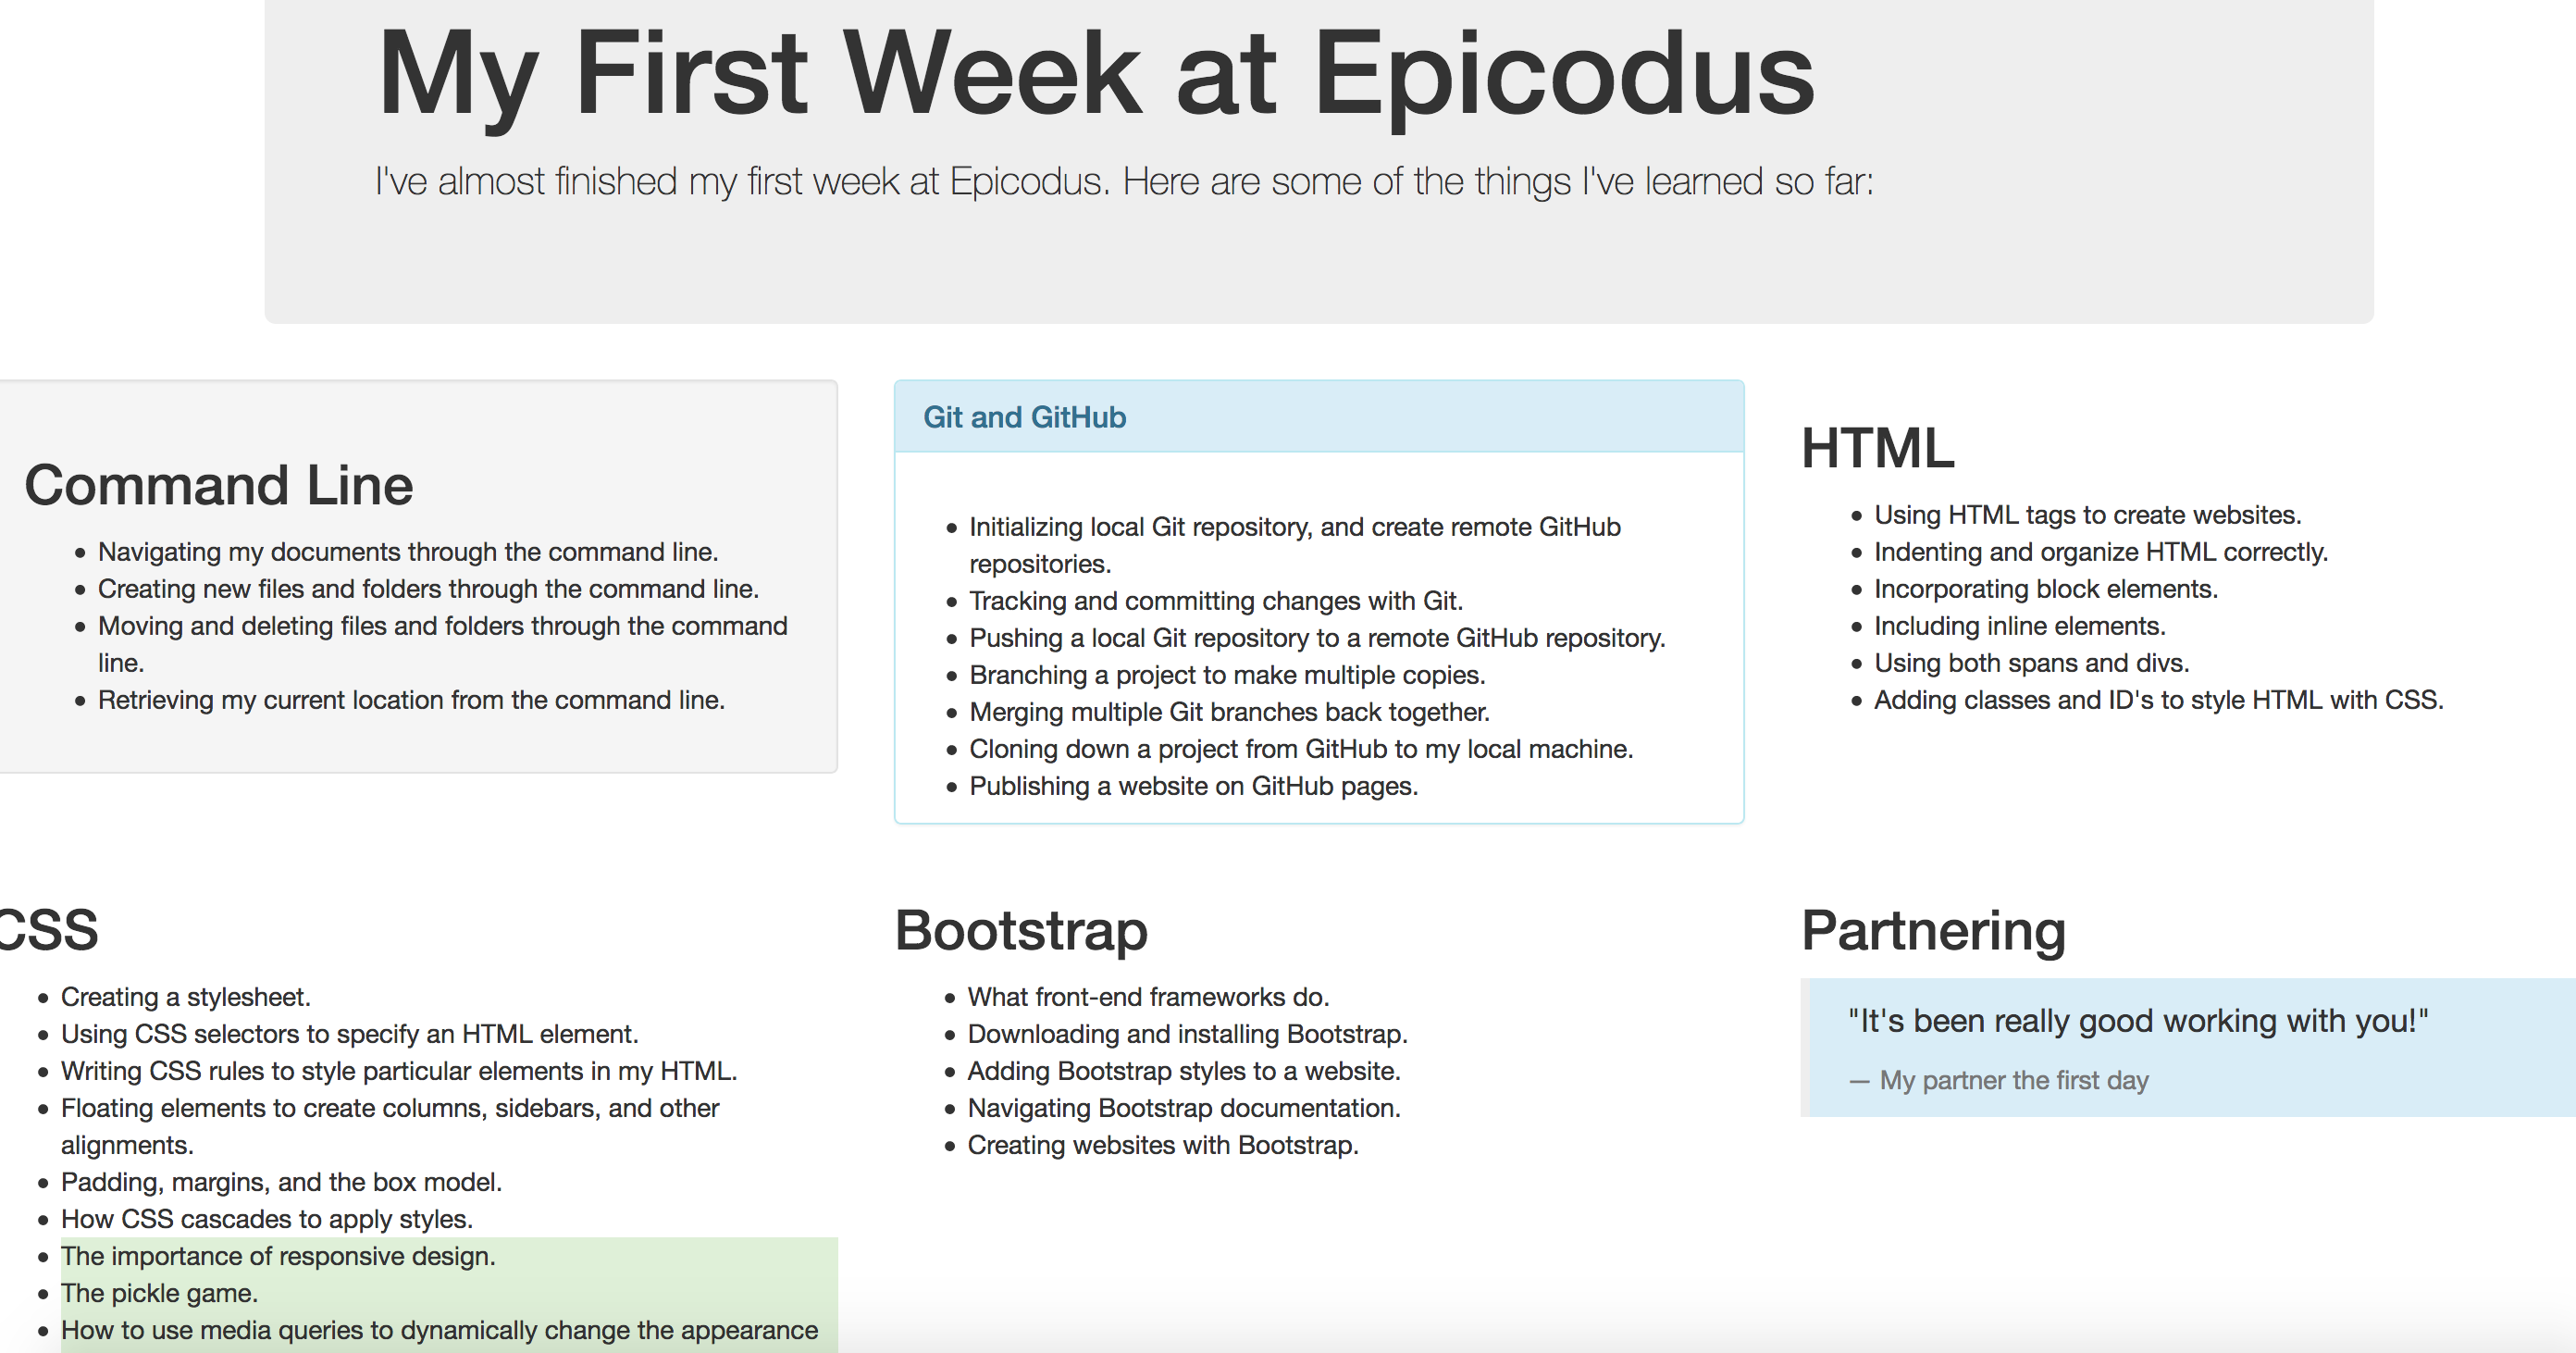 My First Week at Epicodus
I've almost finished my first week at Epicodus. Here are some of the things I've learned so far:
Command Line
Navigating my documents through the command line.
Creating new files and folders through the command line.
Moving and deleting files and folders through the command
line.
Retrieving my current location from the command line.
Git and GitHub
Initializing local Git repository, and create remote GitHub
repositories.
Tracking and committing changes with Git.
Pushing a local Git repository to a remote GitHub repository.
Branching a project to make multiple copies.
Merging multiple Git branches back together.
Cloning down a project from GitHub to my local machine.
Publishing a website on GitHub pages.
HTML
Using HTML tags to create websites.
Indenting and organize HTML correctly.
Incorporating block elements.
Including inline elements.
Using both spans and divs.
Adding classes and ID's to style HTML with CSS.
CSS
Creating a stylesheet.
Using CSS selectors to specify an HTML element.
Writing CSS rules to style particular elements in my HTML.
Floating elements to create columns, sidebars, and other
alignments.
Padding, margins, and the box model.
How CSS cascades to apply styles.
The importance of responsive design.
The pickle game.
How to use media queries to dynamically change the appearance
Bootstrap
What front-end frameworks do.
Downloading and installing Bootstrap.
Adding Bootstrap styles to a website.
Navigating Bootstrap documentation.
Creating websites with Bootstrap.
Partnering
"It's been really good working with you!"
— My partner the first day